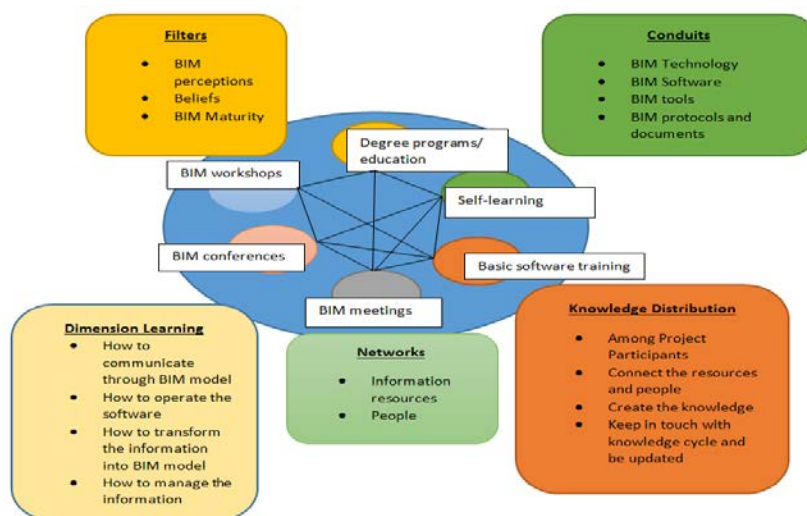 Filters
• BIM
perceptions
• Beliefs
• BIM Maturity
Conduits
• BIM Technology
• BIM Software
• BIM tools
• BIM protocols and
documents
Degree programs/
education
BIM workshops
Self-learning
BIM conferences
Basic software training
BIM meetings
Dimension Learning
• How to
communicate
through BIM model
• How to operate the
software
• How to transform
the information
into BIM model
• How to manage the
information
Networks
• Information
resources
• People
Knowledge Distribution
• Among Project
Participants
• Connect the resources
and people
• Create the knowledge
• Keep in touch with
knowledge cycle and
be updated